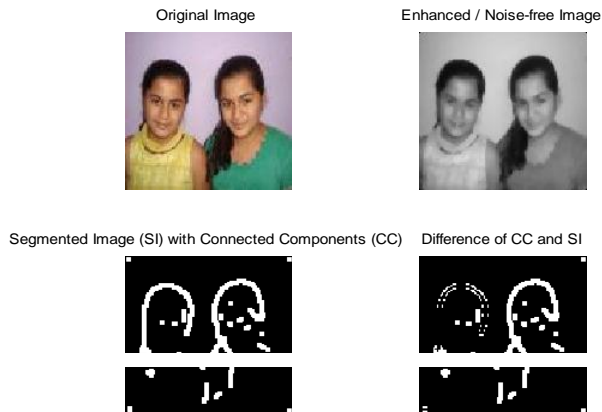 Original Image
Enhanced / Noise-free Image
Segmented Image (SI) with Connected Components (CC)
Difference of CC and SI